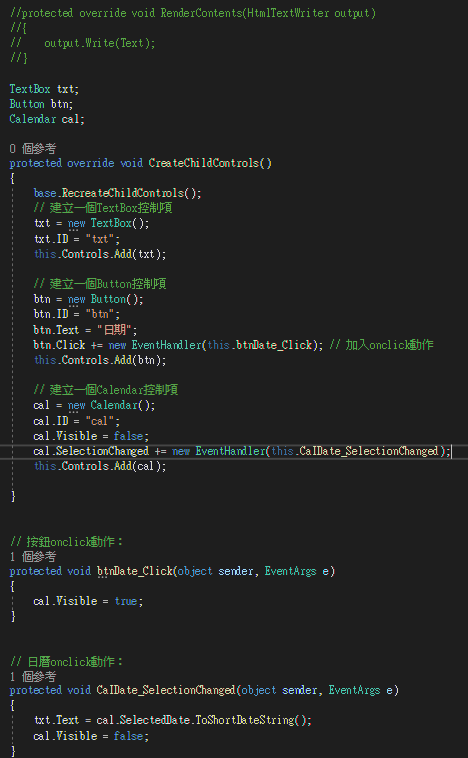 //protected override void RenderContents(HtmlTextWriter output)
//{
//    output.Write(Text);
//}
TextBox txt;
Button btn;
Calendar cal;
0 個參考
protected override void CreateChildControls()
{
base.RecreateChildControls();
// 建立一個TextBox控制項
txt = new TextBox();
txt.ID = "txt";
this.Controls.Add(txt);
// 建立一個Button控制項
btn = new Button();
btn.ID = "btn";
btn.Text = "日期";
btn.Click += new EventHandler(this.btnDate_Click); // 加入onclick動作
this.Controls.Add(btn);
// 建立一個Calendar控制項
cal = new Calendar();
cal.ID = "cal";
cal.Visible = false;
cal.SelectionChanged += new EventHandler(this.CalDate_SelectionChanged);
this.Controls.Add(cal);
}
// 按鈕onclick動作：
1 個參考
protected void btnDate_Click(object sender, EventArgs e)
{
cal.Visible = true;
}
// 日曆onclick動作：
1 個參考
protected void CalDate_SelectionChanged(object sender, EventArgs e)
{
txt.Text = cal.SelectedDate.ToShortDateString();
cal.Visible = false;
}